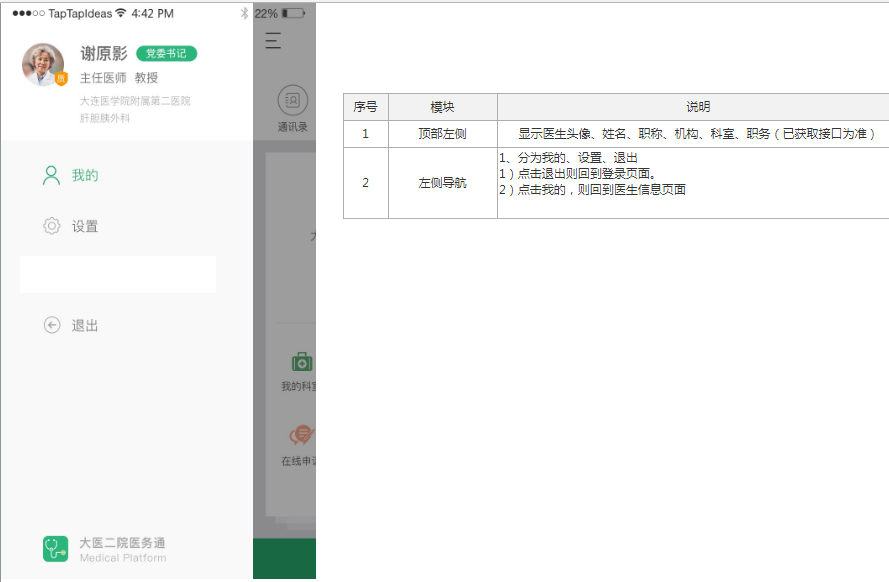 TapTapIdeas 4:42 PM 22%
谢原影 党委书记
主任医师 教授
大连医学院附属第二医院
肝胆胰外科
我的
设置
退出
大医二院医务通
Medical Platform
通讯录
我的科室
在线申
序号 模块 说明
1 顶部左侧 显示医生头像、姓名、职称、机构、科室、职务（已获取接口为准）
2 左侧导航 1、分为我的、设置、退出
1）点击退出则回到登录页面。
2）点击我的，则回到医生信息页面